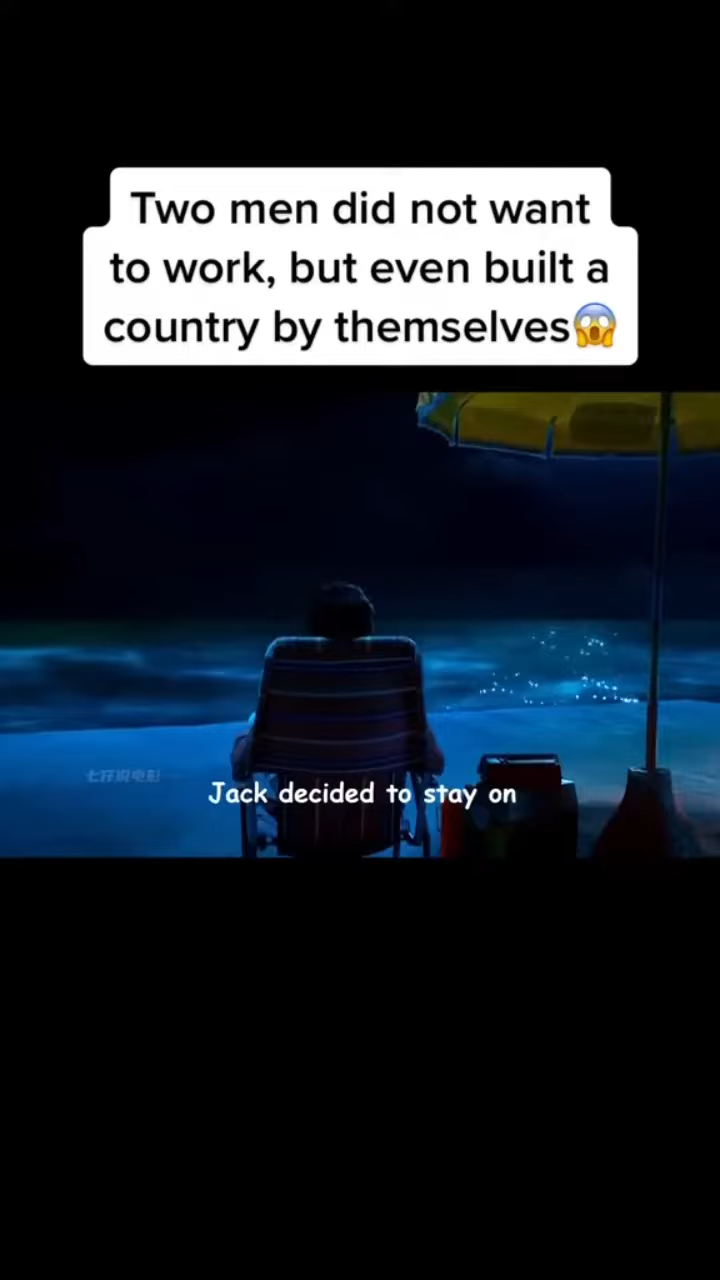 Two men did not want
to work, but even built a
country by themselves😱
Jack decided to stay on